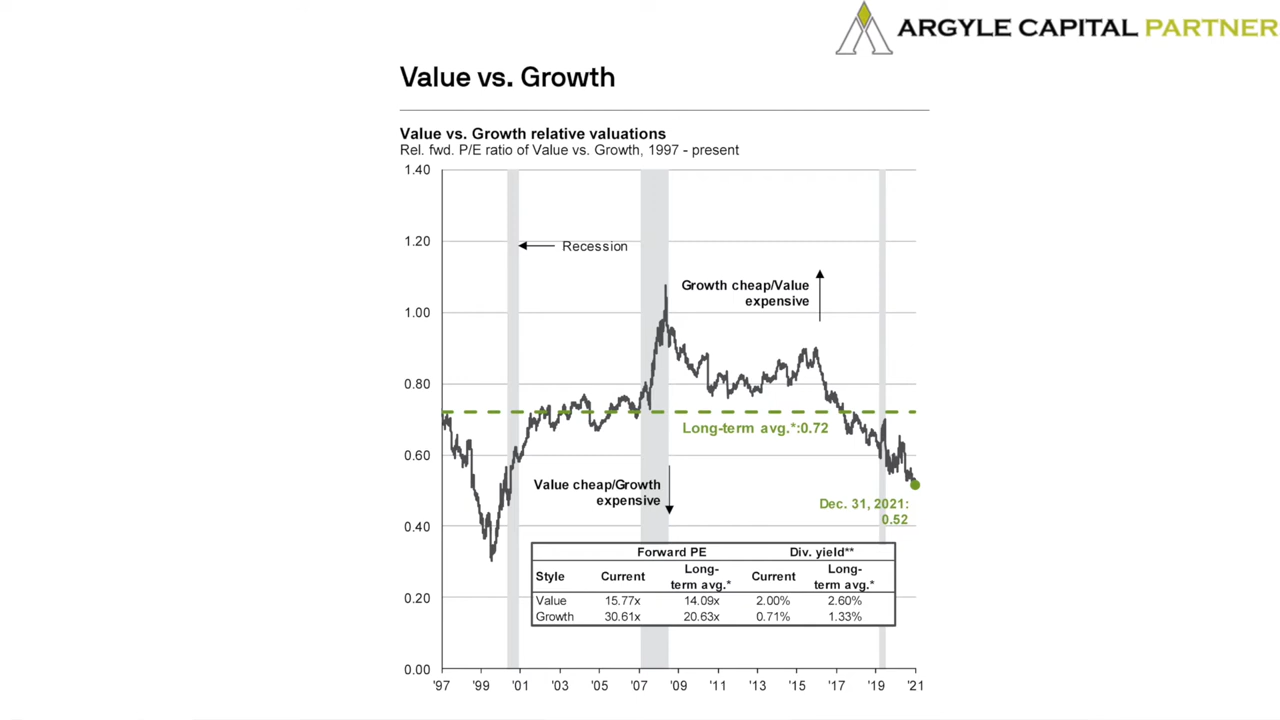 ARGYLE CAPITAL PARTNER
Value vs. Growth
Value vs. Growth relative valuations
Rel. fwd. P/E ratio of Value vs. Growth, 1997 - present
1.40
1.20
1.00
0.80
0.60
0.40
0.20
0.00
Recession
Growth cheap/Value
expensive
Long-term avg.*:0.72
Value cheap/Growth
expensive
Dec. 31, 2021:
0.52
Forward PE Div. yield**
Style Current Long-term avg.* Current Long-term avg.*
Value 15.77x 14.09x 2.00% 2.60%
Growth 30.61x 20.63x 0.71% 1.33%
'97 '99 '01 '03 '05 '07 '09 '11 '13 '15 '17 '19 '21